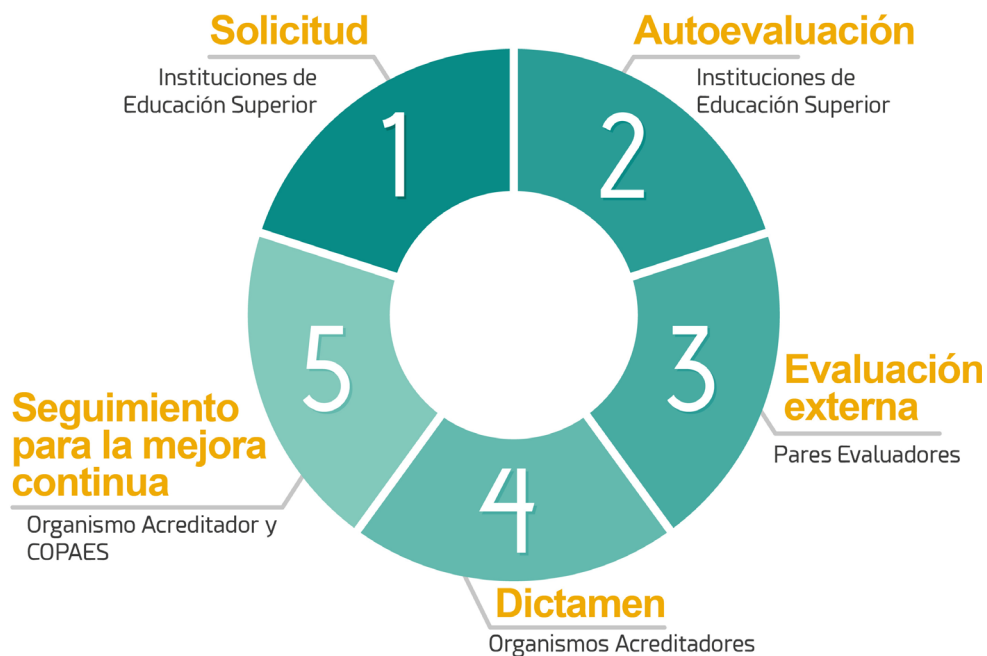 Solicitud
Instituciones de
Educación Superior
1
Autoevaluación
Instituciones de
Educación Superior
2
3
Evaluación
externa
Pares Evaluadores
4
Dictamen
Organismos Acreditadores
5
Seguimiento
para la mejora
continua
Organismo Acreditador y
COPAES